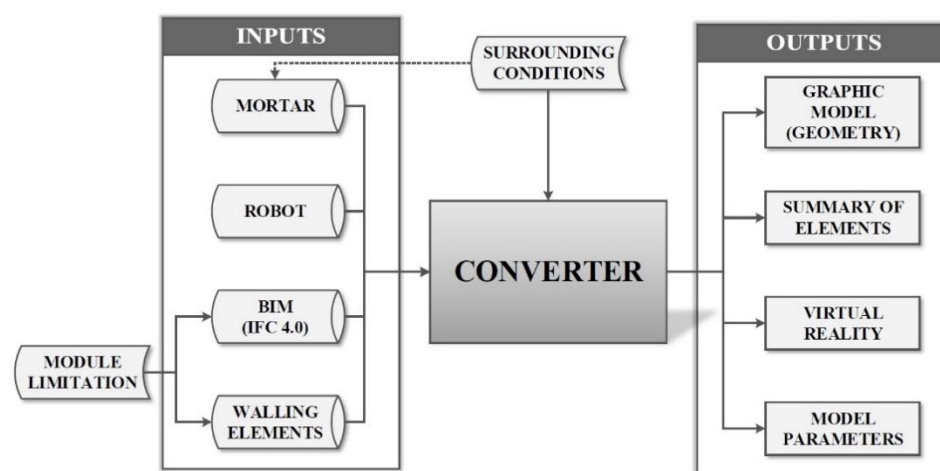 INPUTS
MORTAR
ROBOT
BIM
(IFC 4.0)
WALLING
ELEMENTS
MODULE
LIMITATION
SURROUNDING
CONDITIONS
CONVERTER
OUTPUTS
GRAPHIC
MODEL
(GEOMETRY)
SUMMARY OF
ELEMENTS
VIRTUAL
REALITY
MODEL
PARAMETERS